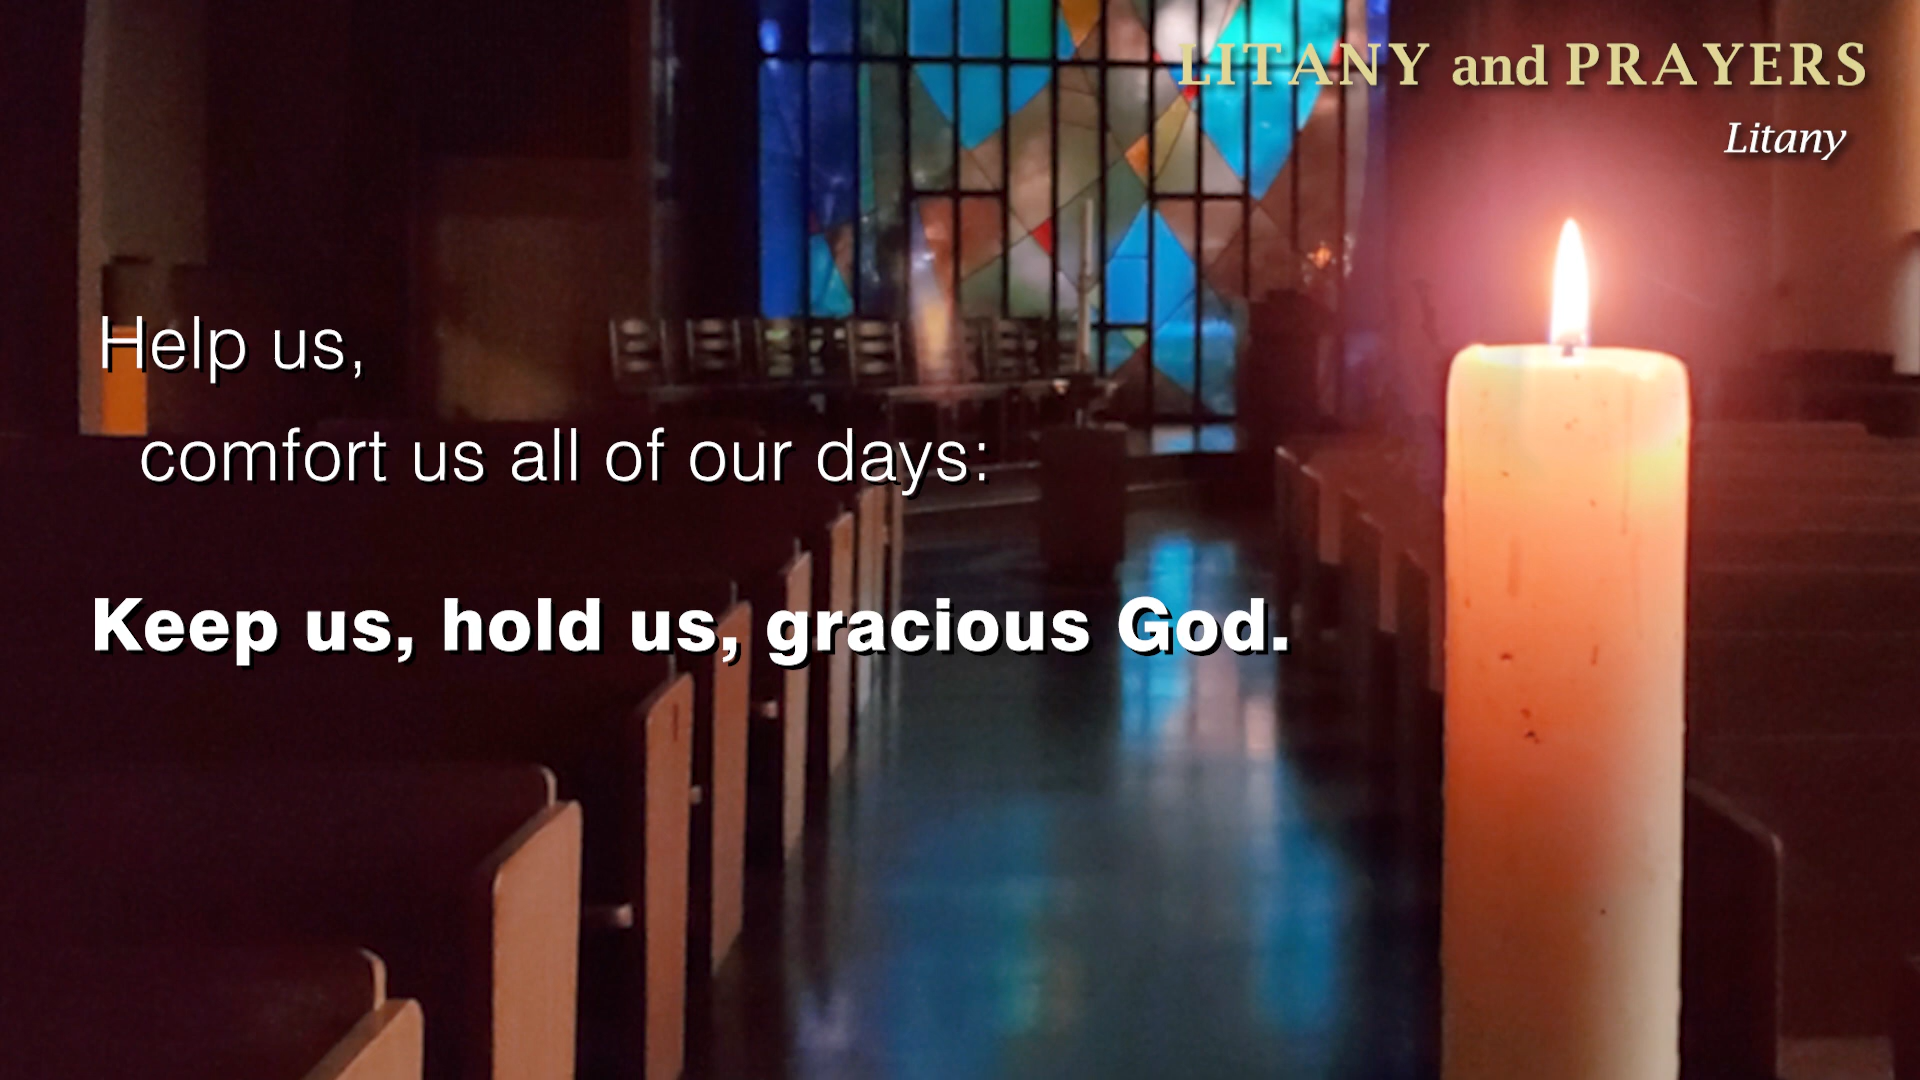 LITANY and PRAYERS
Litany
Help us,
comfort us all of our days:
Keep us, hold us, gracious God.